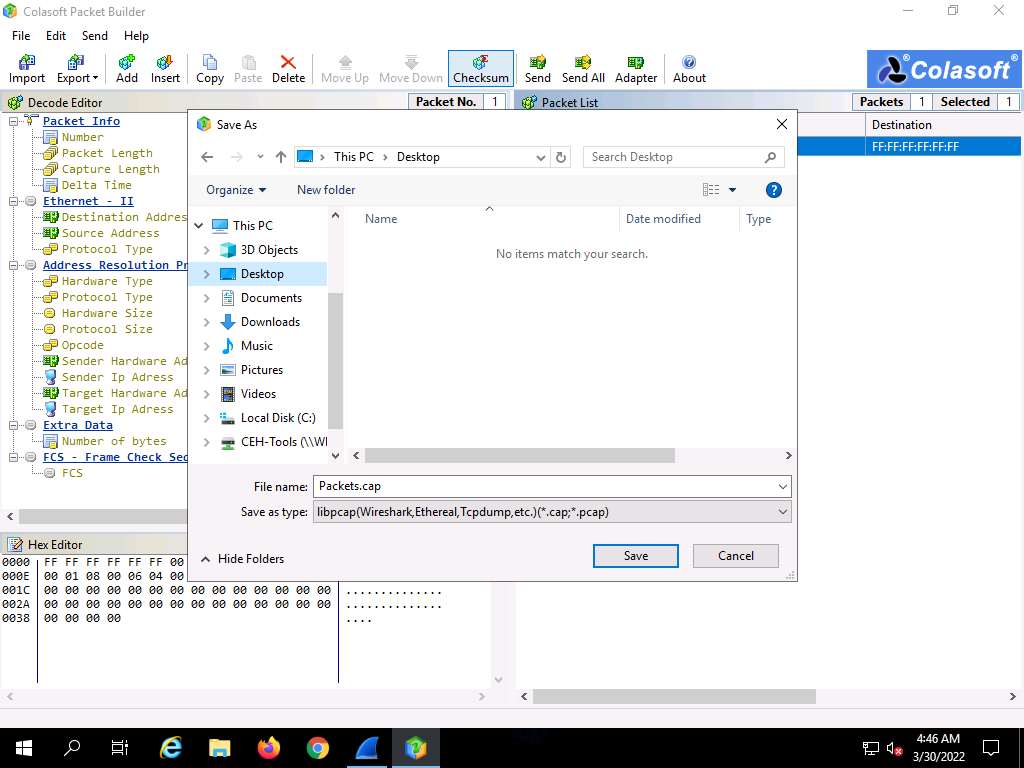 Colasoft Packet Builder
File Edit Send Help
Import Export Add Insert Copy Paste Delete Move Up Move Down Checksum Send Send All Adapter About
Colasoft®
Decode Editor Packet No. 1
Packet List Packets 1 Selected 1
Destination
FF:FF:FF:FF:FF:FF
Packet Info
Number
Packet Length
Capture Length
Delta Time
Ethernet - II
Destination Addres
Source Address
Protocol Type
Address Resolution Pr
Hardware Type
Protocol Type
Hardware Size
Protocol Size
Opcode
Sender Hardware Ad
Sender Ip Adress
Target Hardware Ad
Target Ip Adress
Extra Data
Number of bytes
FCS - Frame Check Seq
FCS
Save As
This PC > Desktop
Search Desktop
Organize New folder
This PC
3D Objects
Desktop
Documents
Downloads
Music
Pictures
Videos
Local Disk (C:)
CEH-Tools (\\WI
Name Date modified Type
No items match your search.
File name: Packets.cap
Save as type: libpcap(Wireshark,Ethereal,Tcpdump,etc.)(*.cap;*.pcap)
Hide Folders Save Cancel
Hex Editor
0000 FF FF FF FF FF FF 00
000E 00 01 08 00 06 04 00
001C 00 00 00 00 00 00 00 00 00 00 00 00 00 00 ..............
002A 00 00 00 00 00 00 00 00 00 00 00 00 00 00 ..............
0038 00 00 00 00 ....
4:46 AM
3/30/2022